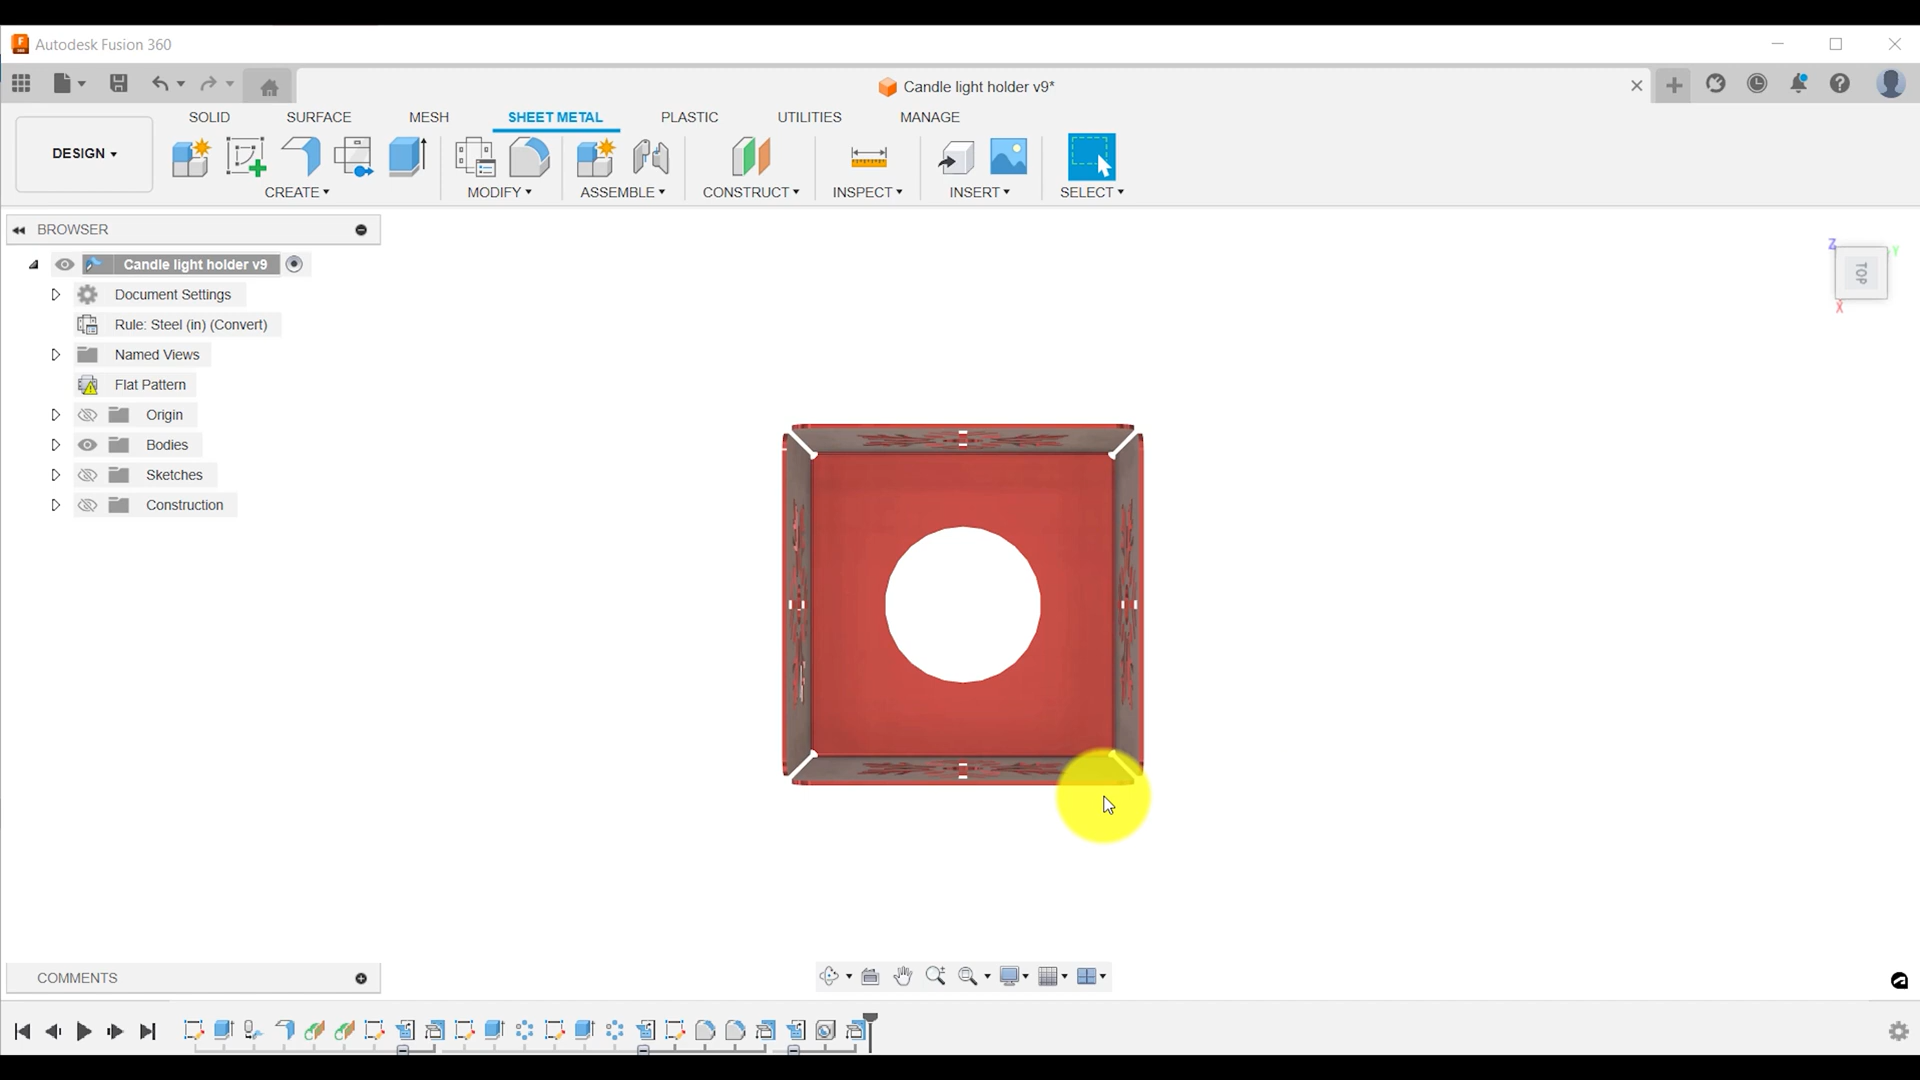 Autodesk Fusion 360
Candle light holder v9*
SOLID SURFACE MESH SHEET METAL PLASTIC UTILITIES MANAGE
DESIGN
CREATE MODIFY ASSEMBLE CONSTRUCT INSPECT INSERT SELECT
BROWSER
Candle light holder v9
Document Settings
Rule: Steel (in) (Convert)
Named Views
Flat Pattern
Origin
Bodies
Sketches
Construction
Z
Y
TOP
X
COMMENTS